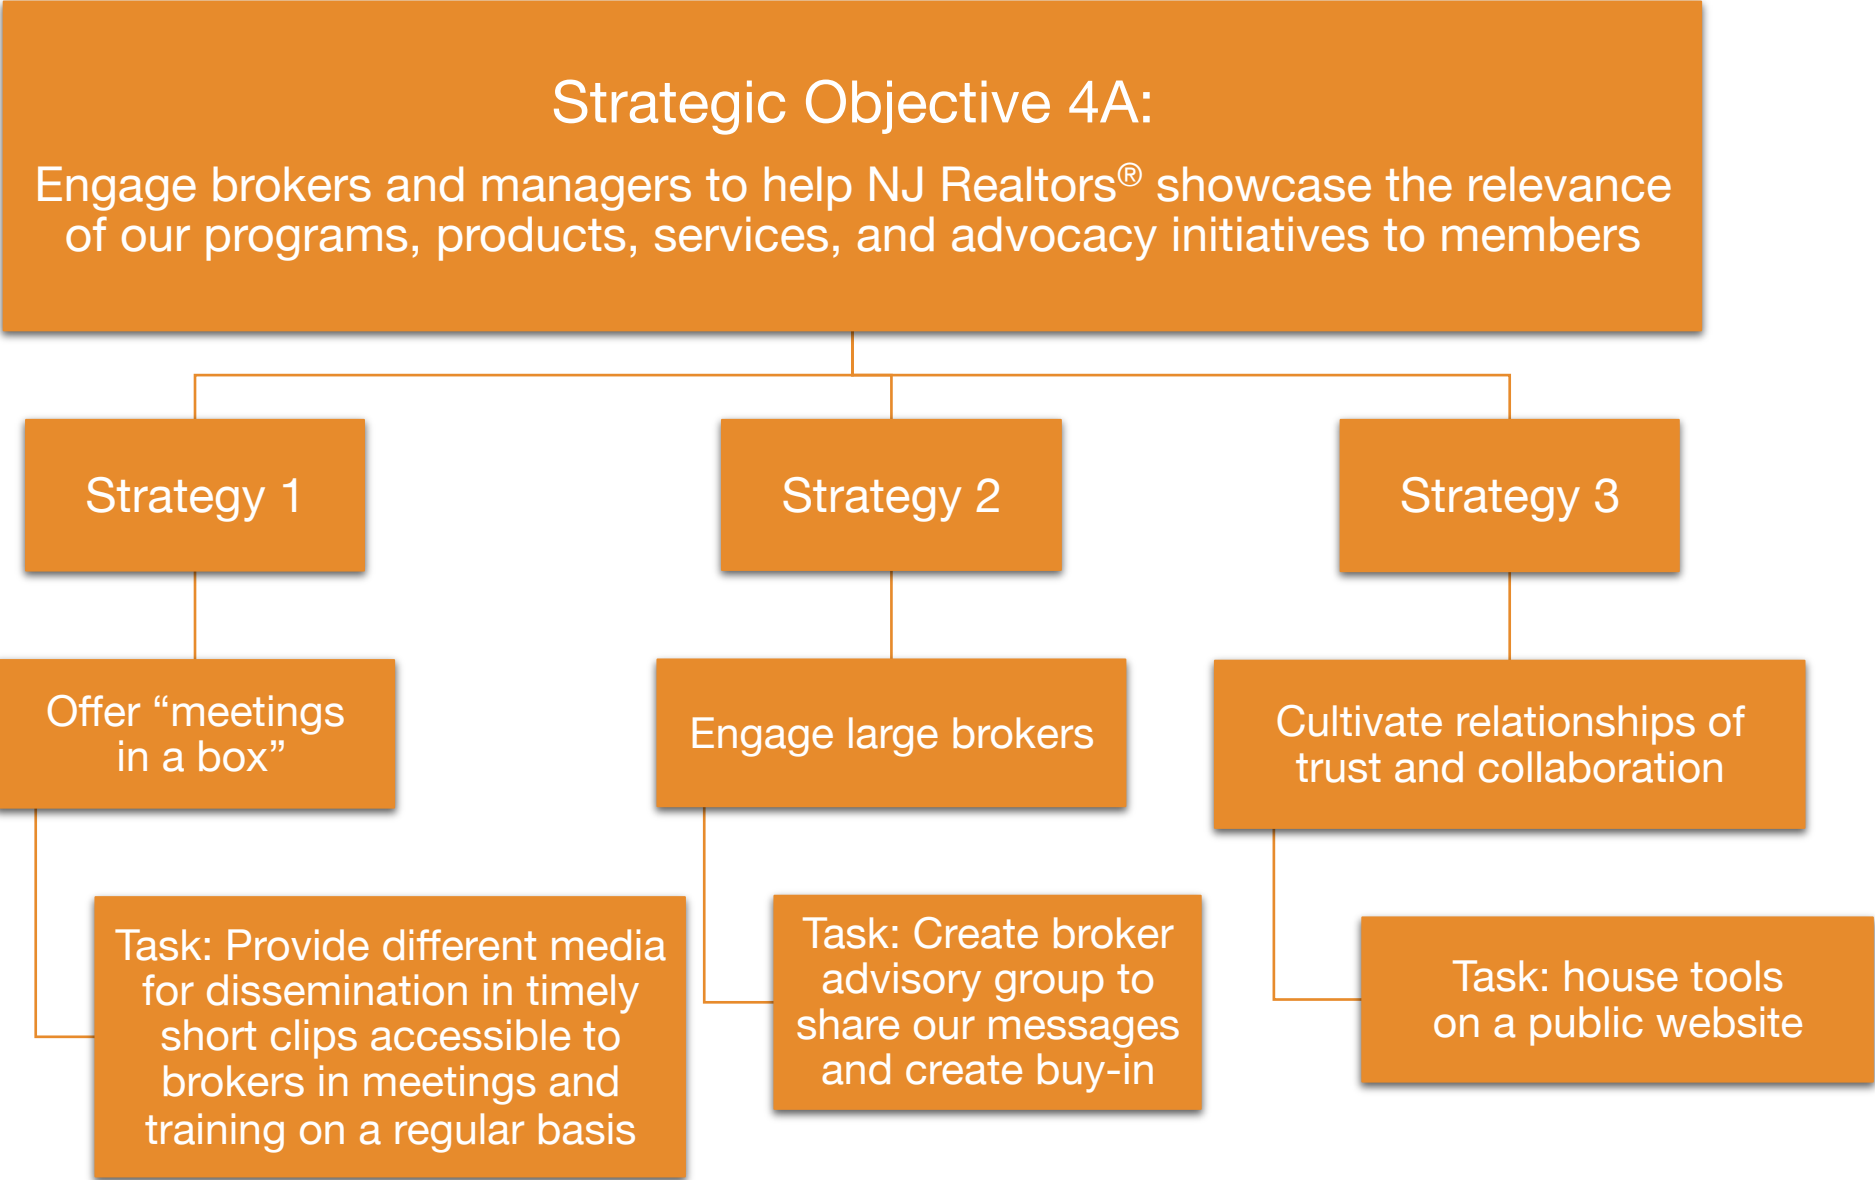 Strategic Objective 4A:
Engage brokers and managers to help NJ Realtors® showcase the relevance
of our programs, products, services, and advocacy initiatives to members
Strategy 1
Strategy 2
Strategy 3
Offer “meetings
in a box”
Engage large brokers
Cultivate relationships of
trust and collaboration
Task: Provide different media
for dissemination in timely
short clips accessible to
brokers in meetings and
training on a regular basis
Task: Create broker
advisory group to
share our messages
and create buy-in
Task: house tools
on a public website